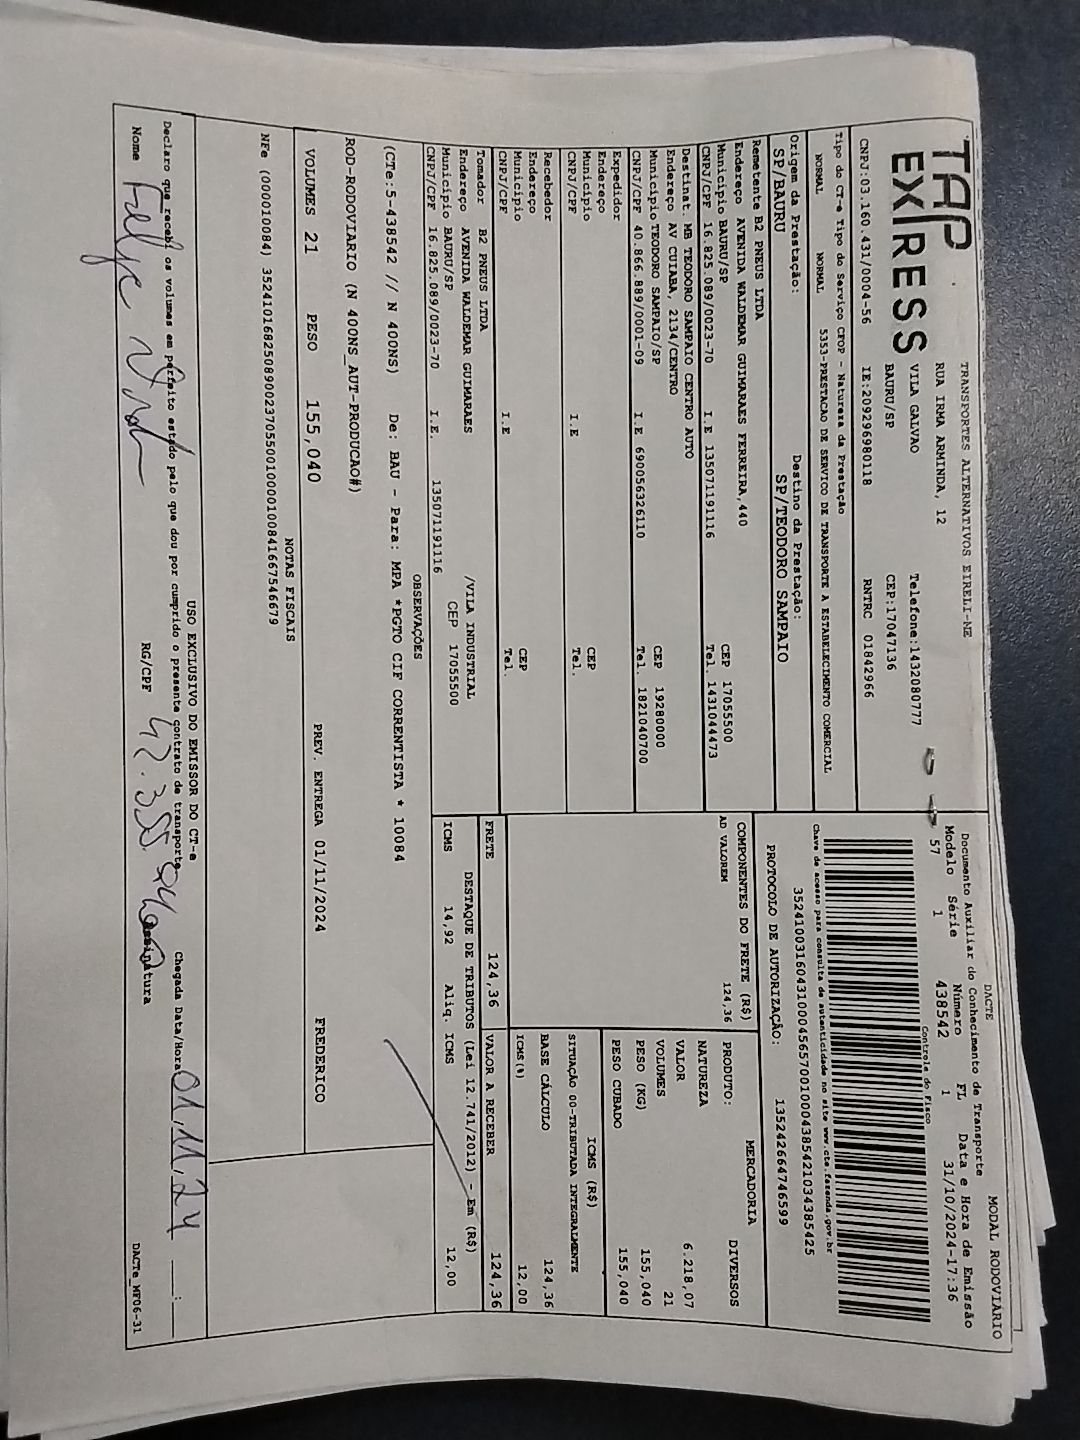 TAP
EXPRESS
TRANSPORTES ALTERNATIVOS EIRELI-ME
RUA IRMA ARMINDA, 12
VILA GALVAO Telefone:1432080777
BAURU/SP CEP:17047136
CNPJ:03.160.431/0004-56 IE:209296980118 RNTRC 01842966
DACTE MODAL RODOVIÁRIO
Documento Auxiliar do Conhecimento de Transporte
Modelo Série Número FL Data e Hora de Emissão
57 1 438542 1 31/10/2024-17:36
Controle do Fisco
Chave de acesso para consulta de autenticidade no site www.cte.fazenda.gov.br
35241003160431000456570010004385421034385425
PROTOCOLO DE AUTORIZAÇÃO: 135242664746599
Tipo do CT-e Tipo do Serviço CFOP - Natureza da Prestação
NORMAL NORMAL 5353-PRESTACAO DE SERVICO DE TRANSPORTE A ESTABELECIMENTO COMERCIAL
Origem da Prestação: Destino da Prestação:
SP/BAURU SP/TEODORO SAMPAIO
Remetente B2 PNEUS LTDA
Endereço AVENIDA WALDEMAR GUIMARAES FERREIRA,440
Município BAURU/SP CEP 17055500
CNPJ/CPF 16.825.089/0023-70 I.E 135071191116 Tel. 1431044473
Destinat. MB TEODORO SAMPAIO CENTRO AUTO
Endereço AV CUIABA, 2134/CENTRO
Município TEODORO SAMPAIO/SP CEP 19280000
CNPJ/CPF 40.866.889/0001-09 I.E 690056326110 Tel. 1821040700
Expedidor
Endereço
Município CEP
CNPJ/CPF I.E Tel.
Recebedor
Endereço
Município CEP
CNPJ/CPF I.E Tel.
Tomador B2 PNEUS LTDA
Endereço AVENIDA WALDEMAR GUIMARAES /VILA INDUSTRIAL
Município BAURU/SP CEP 17055500
CNPJ/CPF 16.825.089/0023-70 I.E. 135071191116
COMPONENTES DO FRETE (R$)
AD VALOREM 124,36
FRETE 124,36
MERCADORIA
PRODUTO: DIVERSOS
NATUREZA
VALOR 6.218,07
VOLUMES 21
PESO (KG) 155,040
PESO CUBADO 155,040
ICMS (R$)
SITUAÇÃO 00-TRIBUTADA INTEGRALMENTE
BASE CÁLCULO 124,36
ICMS(%) 12,00
VALOR A RECEBER 124,36
DESTAQUE DE TRIBUTOS (Lei 12.741/2012) - Em (R$)
ICMS 14,92 Aliq. ICMS 12,00
OBSERVAÇÕES
(CTe:5-438542 // N 400NS) De: BAU - Para: MPA *PGTO CIF CORRENTISTA * 10084
ROD-RODOVIARIO (N 400NS_AUT-PRODUCAO#)
VOLUMES 21 PESO 155,040 PREV. ENTREGA 01/11/2024 FREDERICO
NOTAS FISCAIS
NFe (000010084) 35241016825089002370550010000100841667546679
USO EXCLUSIVO DO EMISSOR DO CT-e
Declaro que recebi os volumes em perfeito estado pelo que dou por cumprido o presente contrato de transporte. Chegada Data/Hora 01,11,24 __:__
Nome RG/CPF Assinatura DACTe_MF06-31